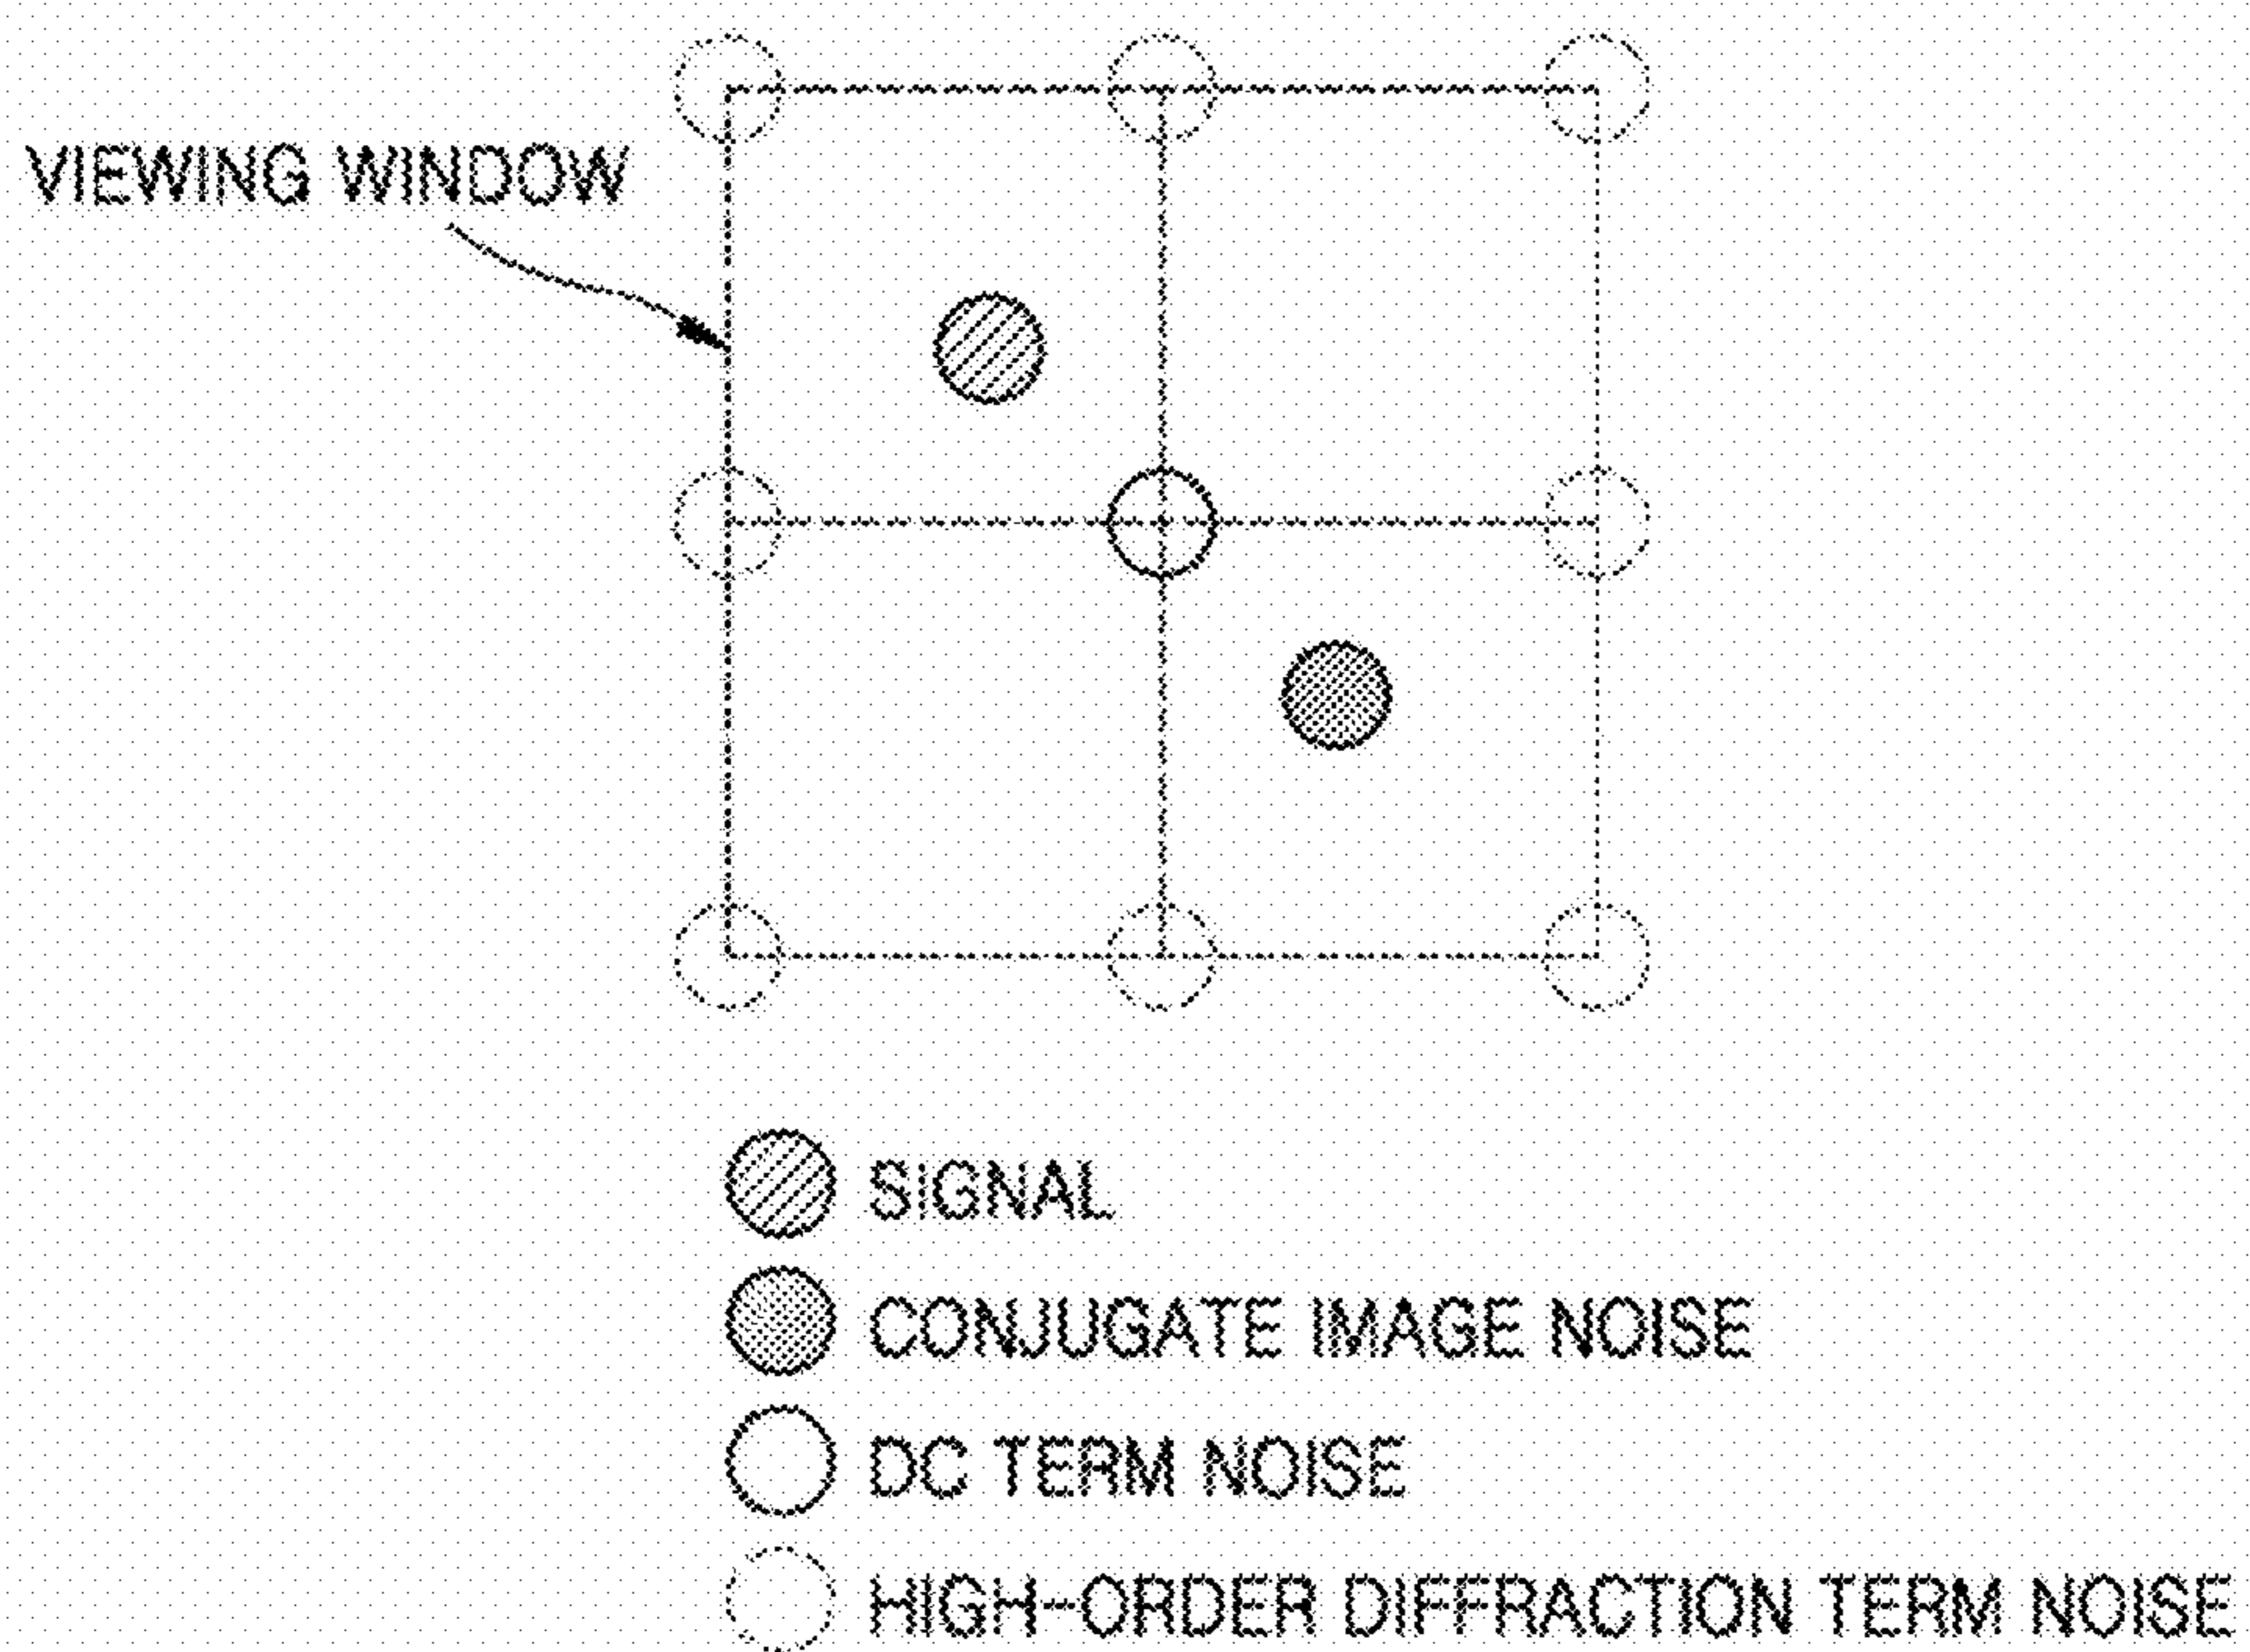 VIEWING WINDOW
SIGNAL
CONJUGATE IMAGE NOISE
DC TERM NOISE
HIGH-ORDER DIFFRACTION TERM NOISE